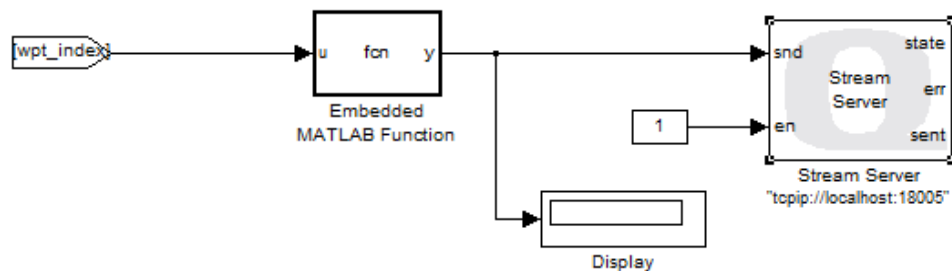 [wpt_index]
u fcn y
Embedded
MATLAB Function
snd
en
Stream
Server
state
err
sent
1
Stream Server
"tcpip://localhost:18005"
Display